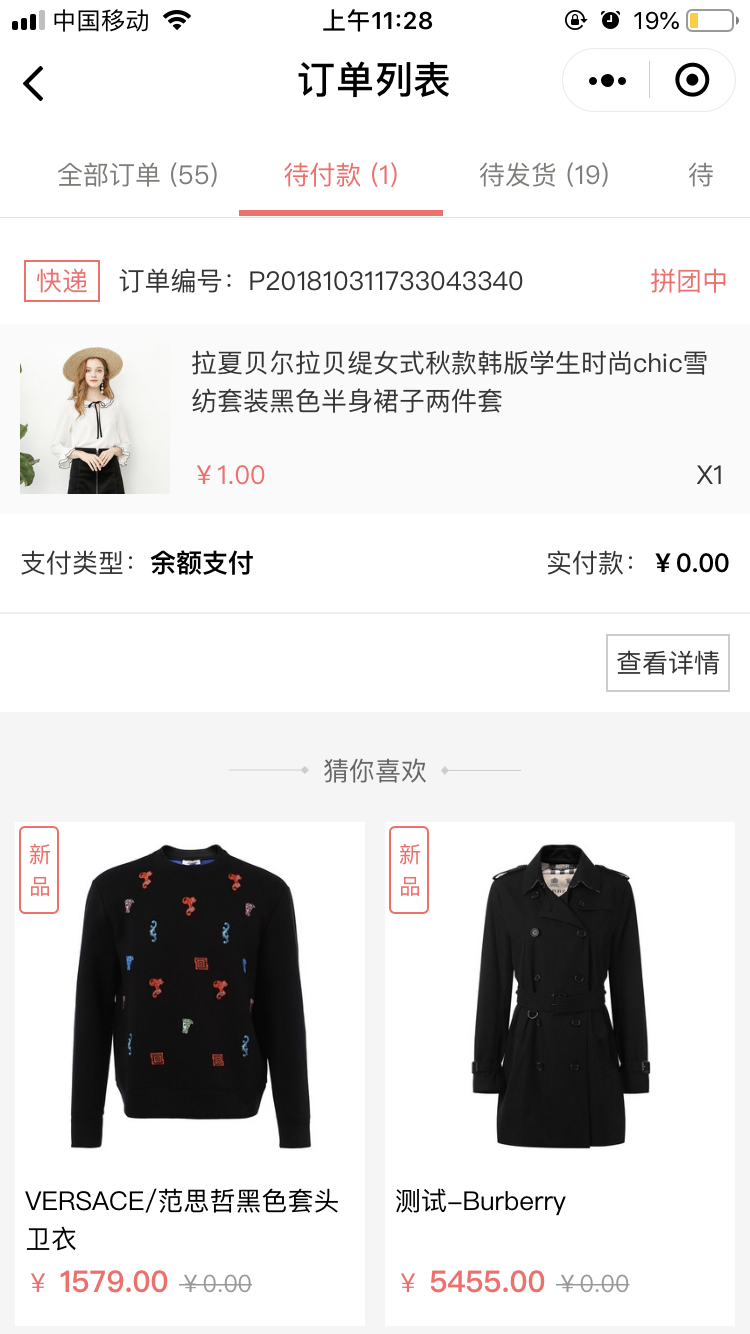 中国移动 上午11:28 19%
订单列表
全部订单 (55) 待付款 (1) 待发货 (19) 待
快递 订单编号：P201810311733043340 拼团中
拉夏贝尔拉贝缇女式秋款韩版学生时尚chic雪
纺套装黑色半身裙子两件套
￥1.00 X1
支付类型：余额支付 实付款：￥0.00
查看详情
猜你喜欢
新品
新品
VERSACE/范思哲黑色套头
卫衣
￥ 1579.00 ￥0.00
测试-Burberry
￥ 5455.00 ￥0.00